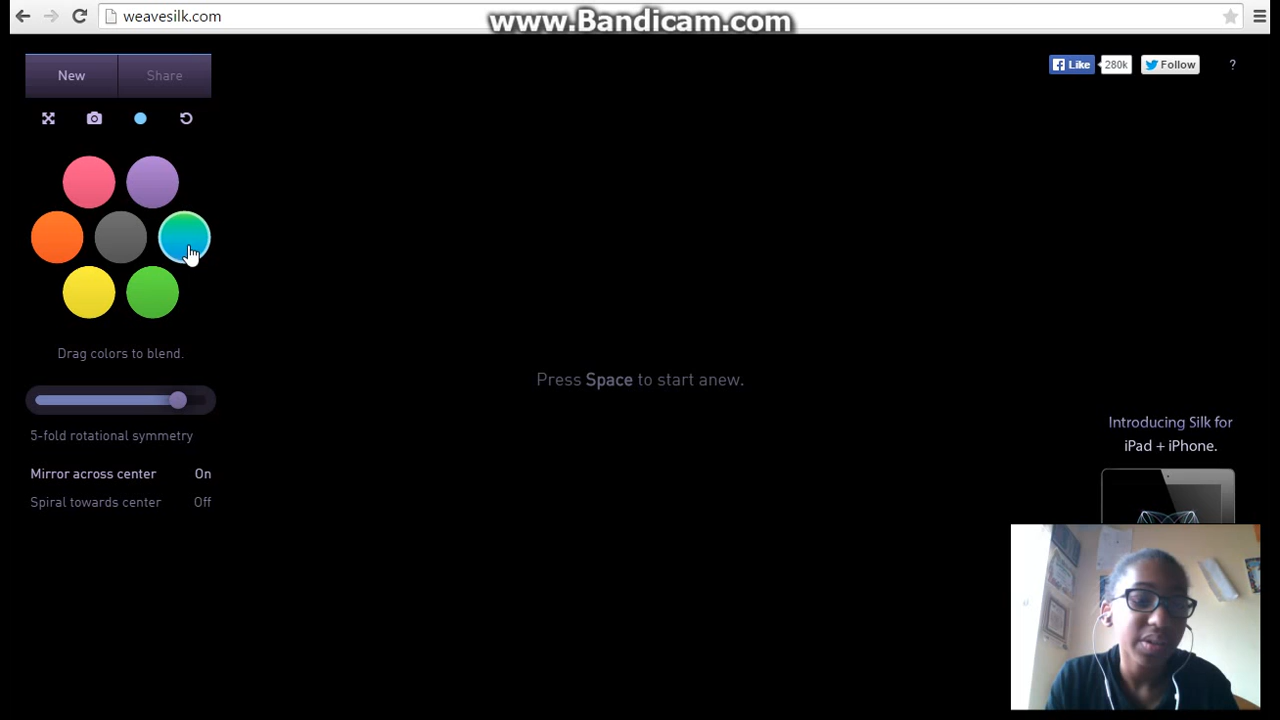 weavesilk.com
www.Bandicam.com
New
Share
Like
280k
Follow
?
Drag colors to blend.
Press Space to start anew.
5-fold rotational symmetry
Introducing Silk for
iPad + iPhone.
Mirror across center On
Spiral towards center Off